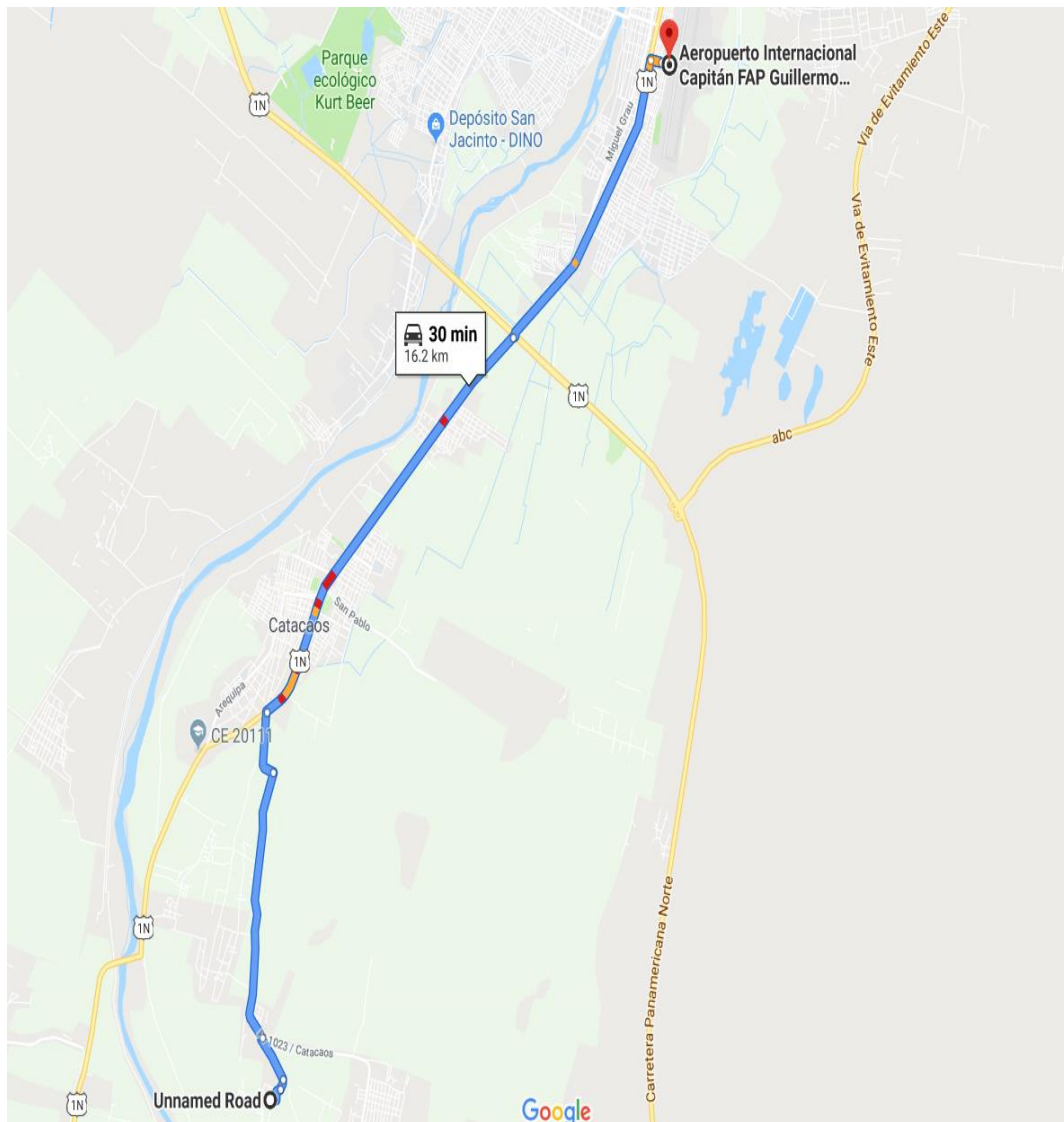 Aeropuerto Internacional
Capitán FAP Guillermo...
1N
Parque
ecológico
Kurt Beer
1N
Depósito San
Jacinto - DINO
Miguel Grau
Via de Evitamiento Este
Via de Evitamiento Este
30 min
16.2 km
1N
abc
San Pablo
Catacaos
1N
Arequipa
CE 20111
1N
Carretera Panamericana Norte
1023 / Catacaos
Unnamed Road
1N
Google